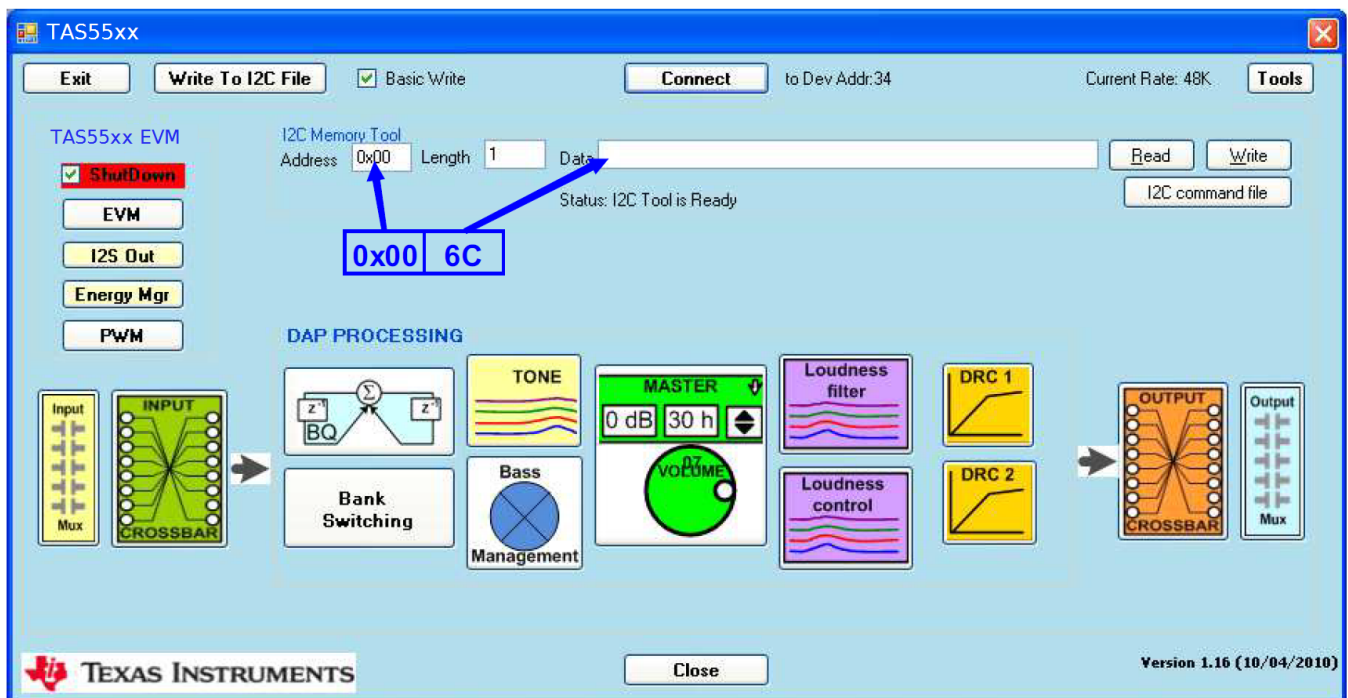 TAS55xx
Exit
Write To I2C File
Basic Write
Connect
to Dev Addr:34
Current Rate: 48K
Tools
TAS55xx EVM
ShutDown
EVM
I2S Out
Energy Mgr
PWM
I2C Memory Tool
Address 0x00 Length 1 Data
Read
Write
Status: I2C Tool is Ready
I2C command file
0x00 6C
DAP PROCESSING
Input
Mux
INPUT
CROSSBAR
Σ
z⁻¹
z⁻¹
BQ
Bank
Switching
TONE
Bass
Management
MASTER
0 dB 30 h
07
VOLUME
Loudness
filter
Loudness
control
DRC 1
DRC 2
OUTPUT
CROSSBAR
Output
Mux
TEXAS INSTRUMENTS
Close
Version 1.16 (10/04/2010)